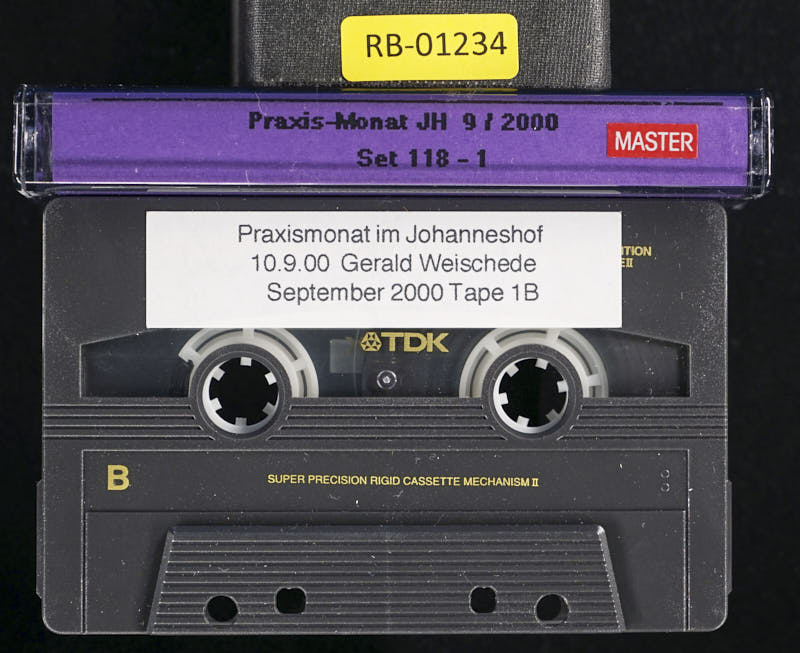 RB-01234
Praxis-Monat JH 9 / 2000
Set 118 - 1
MASTER
Praxismonat im Johanneshof
10.9.00 Gerald Weischede
September 2000 Tape 1B
TDK
B
SUPER PRECISION RIGID CASSETTE MECHANISM II